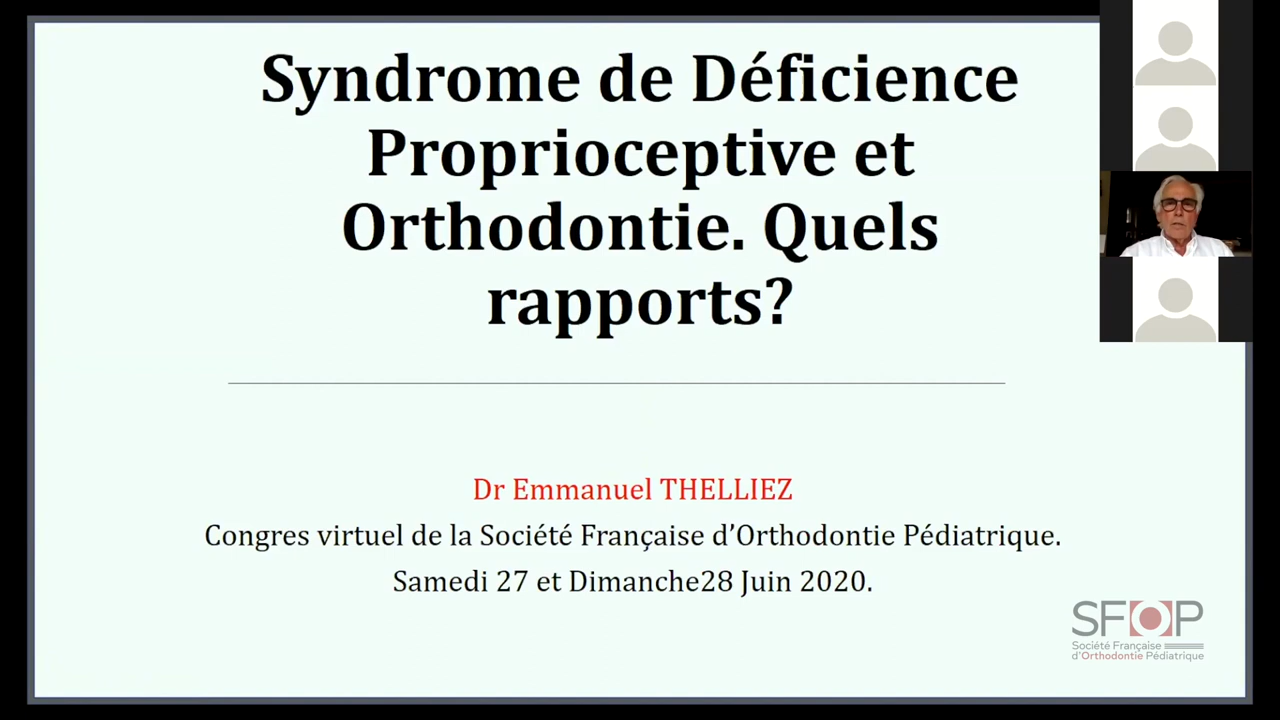 Syndrome de Déficience
Proprioceptive et
Orthodontie. Quels
rapports?
Dr Emmanuel THELLIEZ
Congres virtuel de la Société Française d’Orthodontie Pédiatrique.
Samedi 27 et Dimanche28 Juin 2020.
SFOP
Société Française
d'Orthodontie Pédiatrique